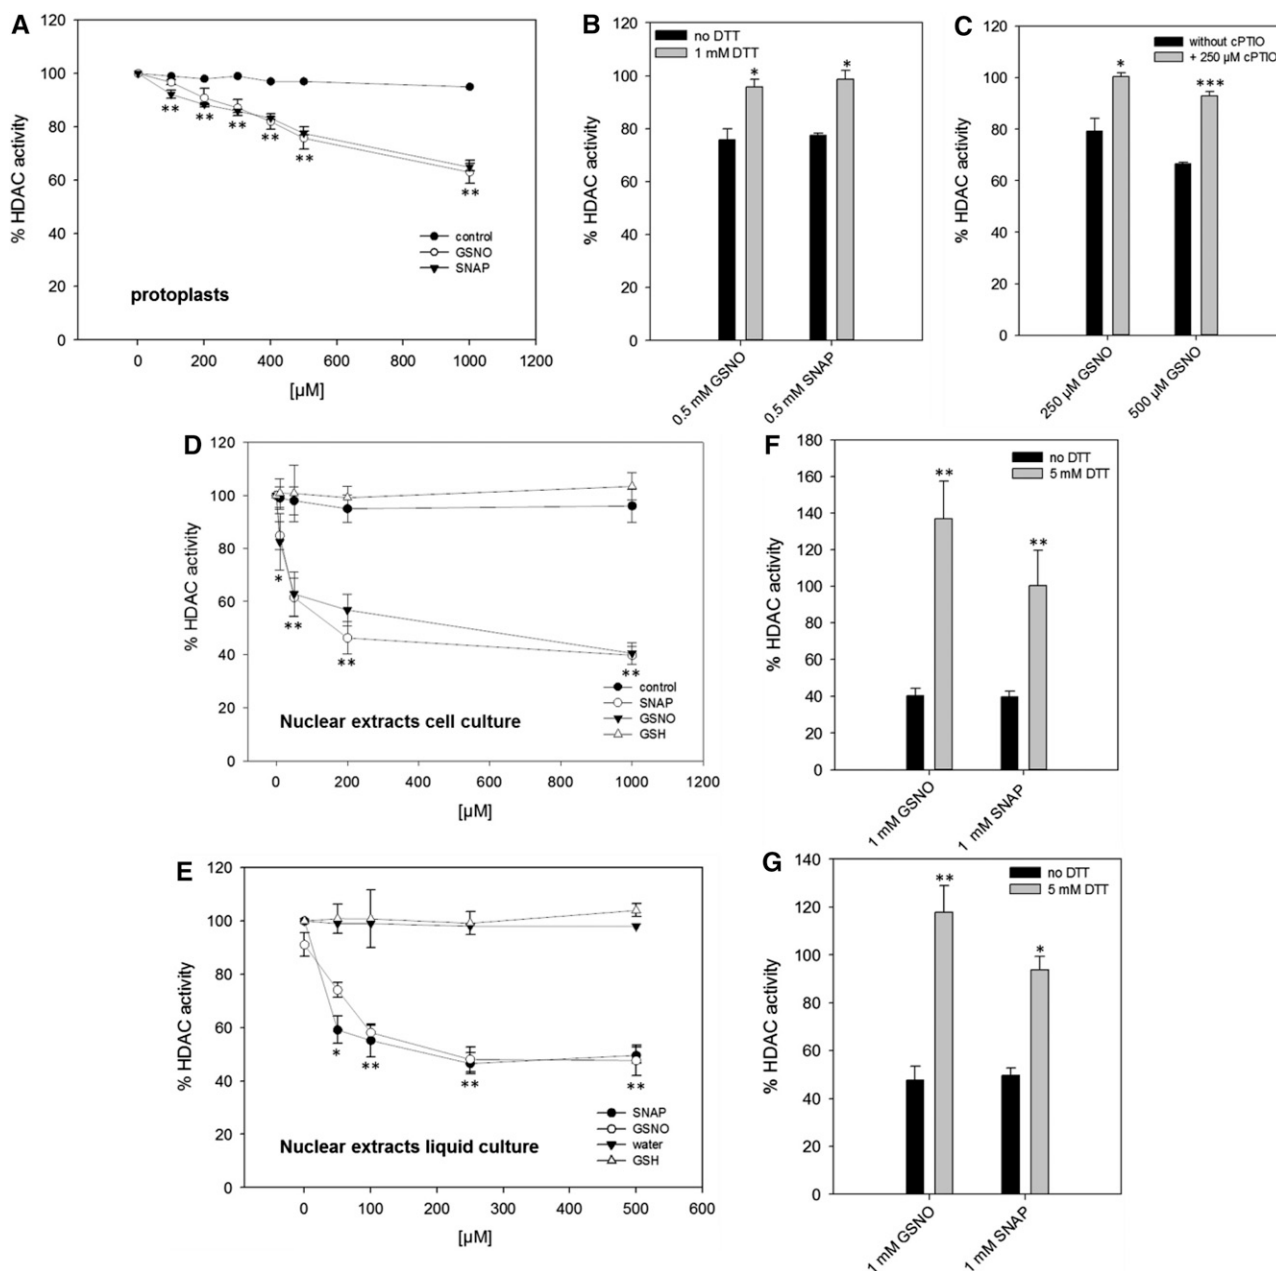 A
120
100
80
60
40
20
0
% HDAC activity
**
**
**
**
**
**
control
GSNO
SNAP
protoplasts
0
200
400
600
800
1000
1200
[µM]
B
120
100
80
60
40
20
0
% HDAC activity
no DTT
1 mM DTT
*
*
0.5 mM GSNO
0.5 mM SNAP
C
120
100
80
60
40
20
0
% HDAC activity
without cPTIO
+ 250 µM cPTIO
*
***
250 µM GSNO
500 µM GSNO
D
120
100
80
60
40
20
0
% HDAC activity
*
**
**
**
control
SNAP
GSNO
GSH
Nuclear extracts cell culture
0
200
400
600
800
1000
1200
[µM]
F
180
160
140
120
100
80
60
40
20
0
% HDAC activity
no DTT
5 mM DTT
**
**
1 mM GSNO
1 mM SNAP
E
120
100
80
60
40
20
0
% HDAC activity
*
**
**
**
SNAP
GSNO
water
GSH
Nuclear extracts liquid culture
0
100
200
300
400
500
600
[µM]
G
140
120
100
80
60
40
20
0
% HDAC activity
no DTT
5 mM DTT
**
*
1 mM GSNO
1 mM SNAP